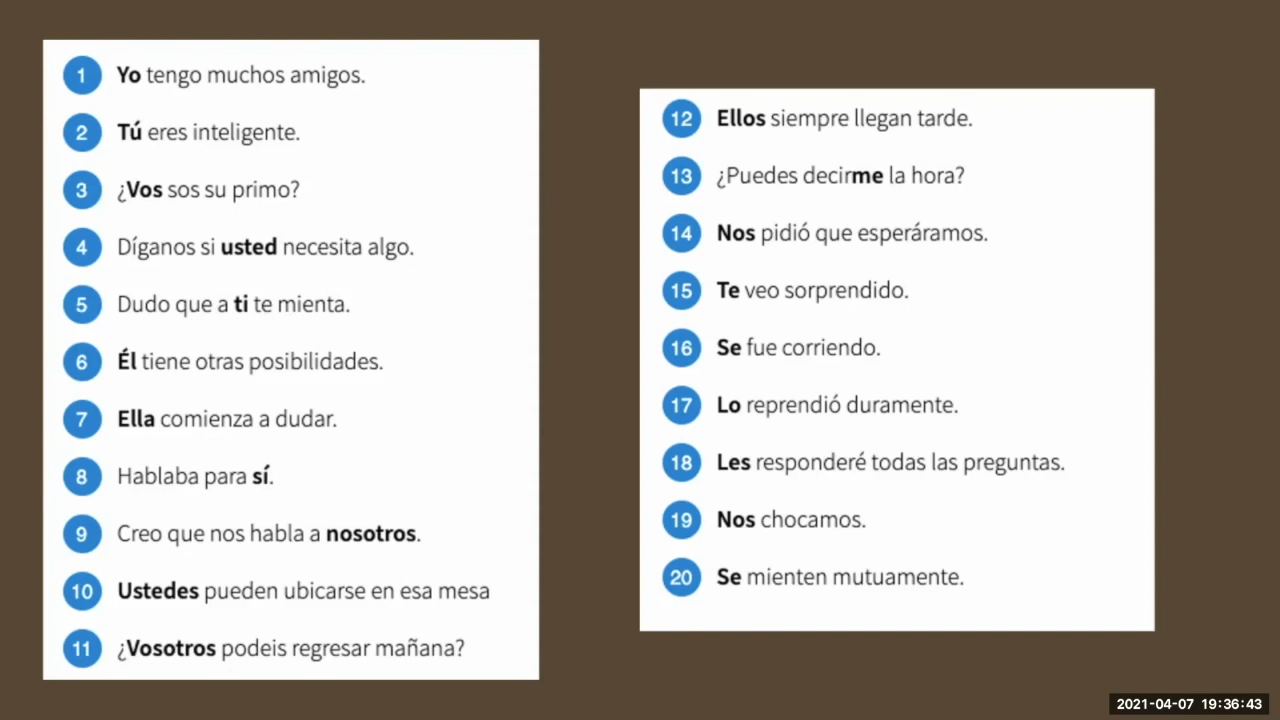 1 Yo tengo muchos amigos.
2 Tú eres inteligente.
3 ¿Vos sos su primo?
4 Díganos si usted necesita algo.
5 Dudo que a ti te mienta.
6 Él tiene otras posibilidades.
7 Ella comienza a dudar.
8 Hablaba para sí.
9 Creo que nos habla a nosotros.
10 Ustedes pueden ubicarse en esa mesa
11 ¿Vosotros podeis regresar mañana?
12 Ellos siempre llegan tarde.
13 ¿Puedes decirme la hora?
14 Nos pidió que esperáramos.
15 Te veo sorprendido.
16 Se fue corriendo.
17 Lo reprendió duramente.
18 Les responderé todas las preguntas.
19 Nos chocamos.
20 Se mienten mutuamente.
2021-04-07 19:36:43